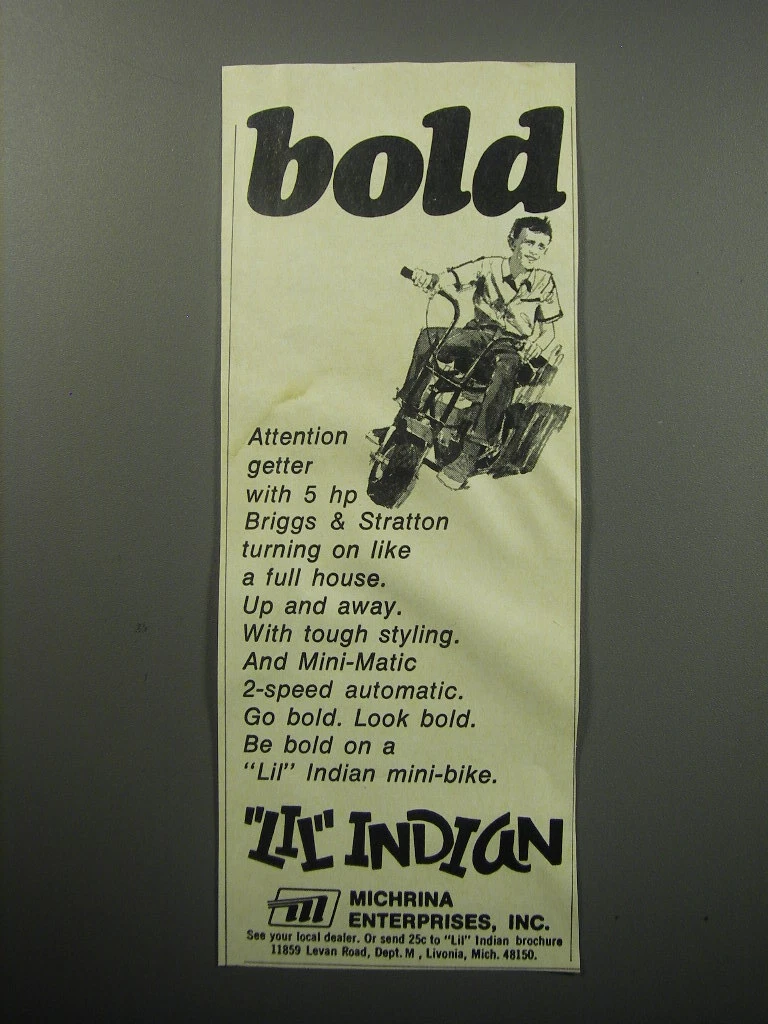 bold
Attention
getter
with 5 hp
Briggs & Stratton
turning on like
a full house.
Up and away.
With tough styling.
And Mini-Matic
2-speed automatic.
Go bold. Look bold.
Be bold on a
"Lil" Indian mini-bike.
"LIL" INDIAN
m MICHRINA
ENTERPRISES, INC.
See your local dealer. Or send 25c to "Lil" Indian brochure
11859 Levan Road, Dept. M , Livonia, Mich. 48150.